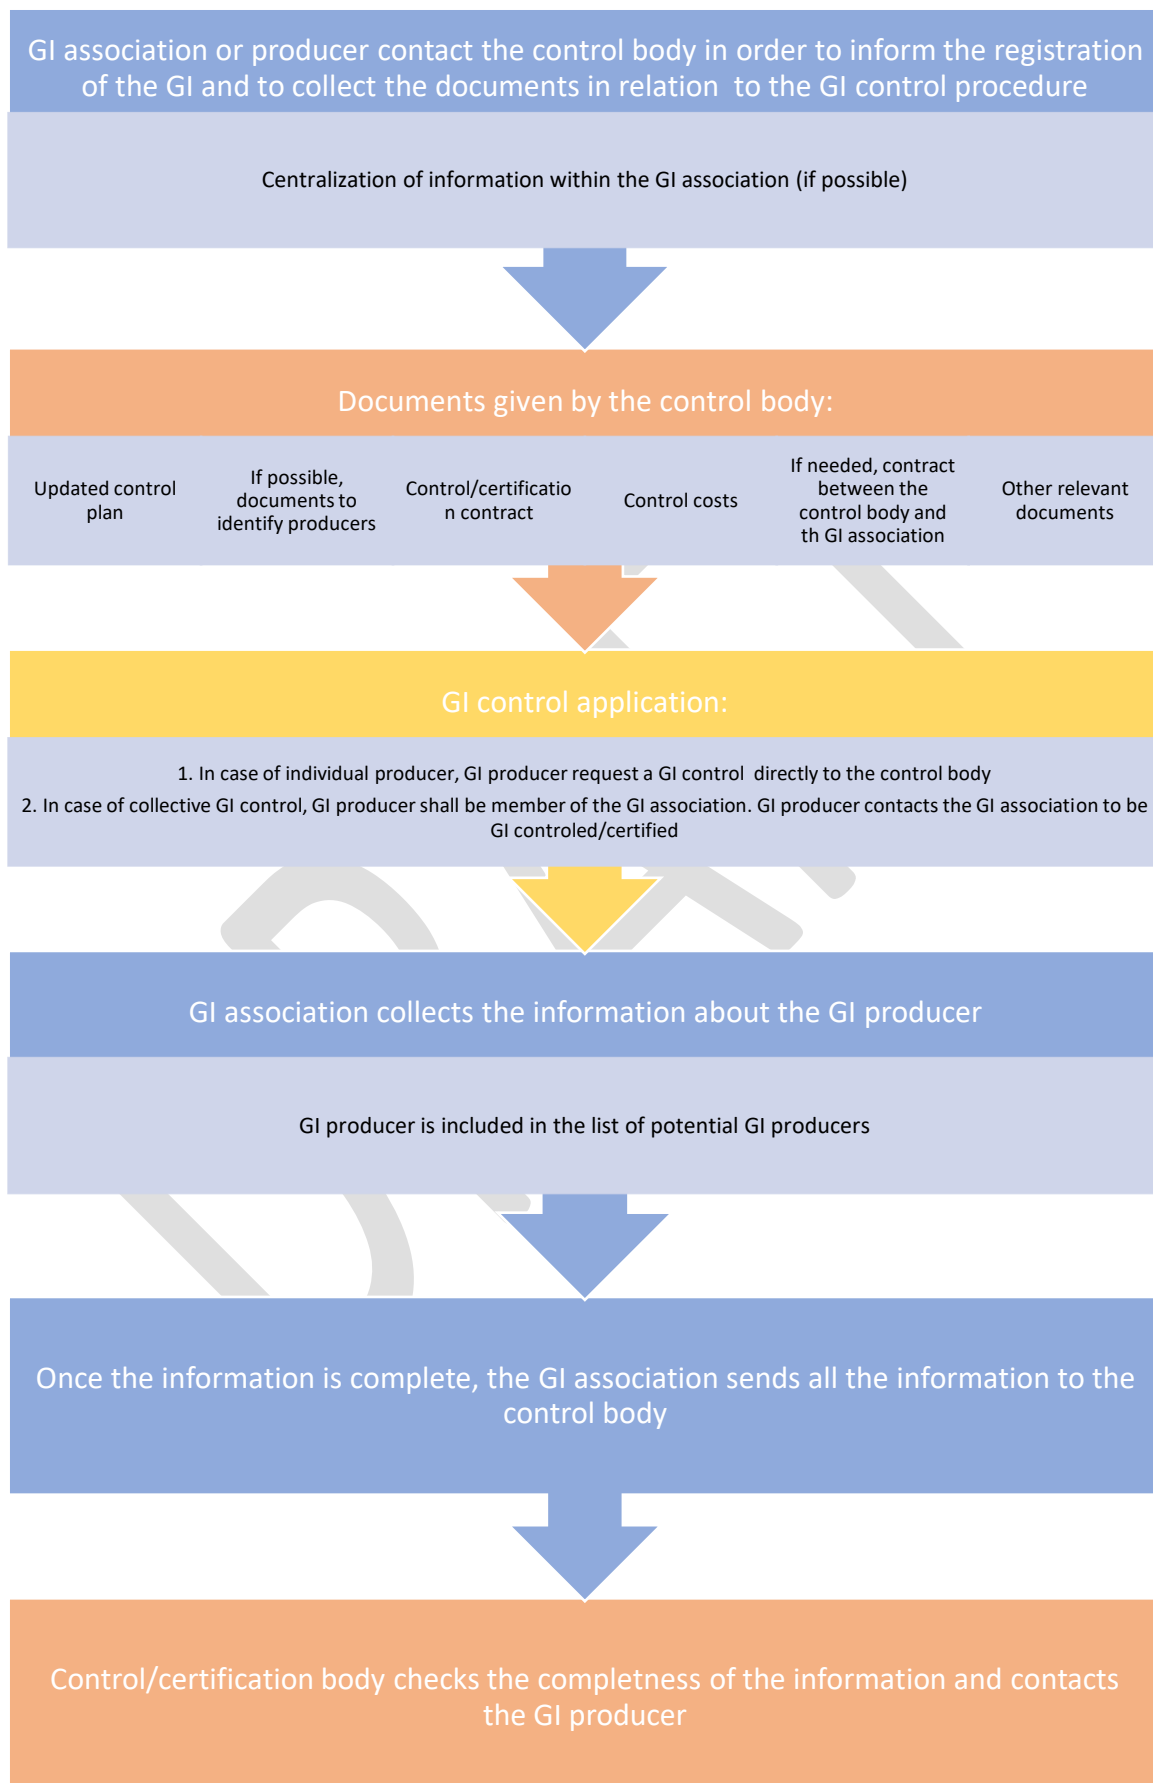 GI association or producer contact the control body in order to inform the registration
of the GI and to collect the documents in relation to the GI control procedure
Centralization of information within the GI association (if possible)
Documents given by the control body:
Updated control
plan
If possible,
documents to
identify producers
Control/certificatio
n contract
Control costs
If needed, contract
between the
control body and
th GI association
Other relevant
documents
GI control application:
1. In case of individual producer, GI producer request a GI control directly to the control body
2. In case of collective GI control, GI producer shall be member of the GI association. GI producer contacts the GI association to be
GI controled/certified
GI association collects the information about the GI producer
GI producer is included in the list of potential GI producers
Once the information is complete, the GI association sends all the information to the
control body
Control/certification body checks the completness of the information and contacts
the GI producer